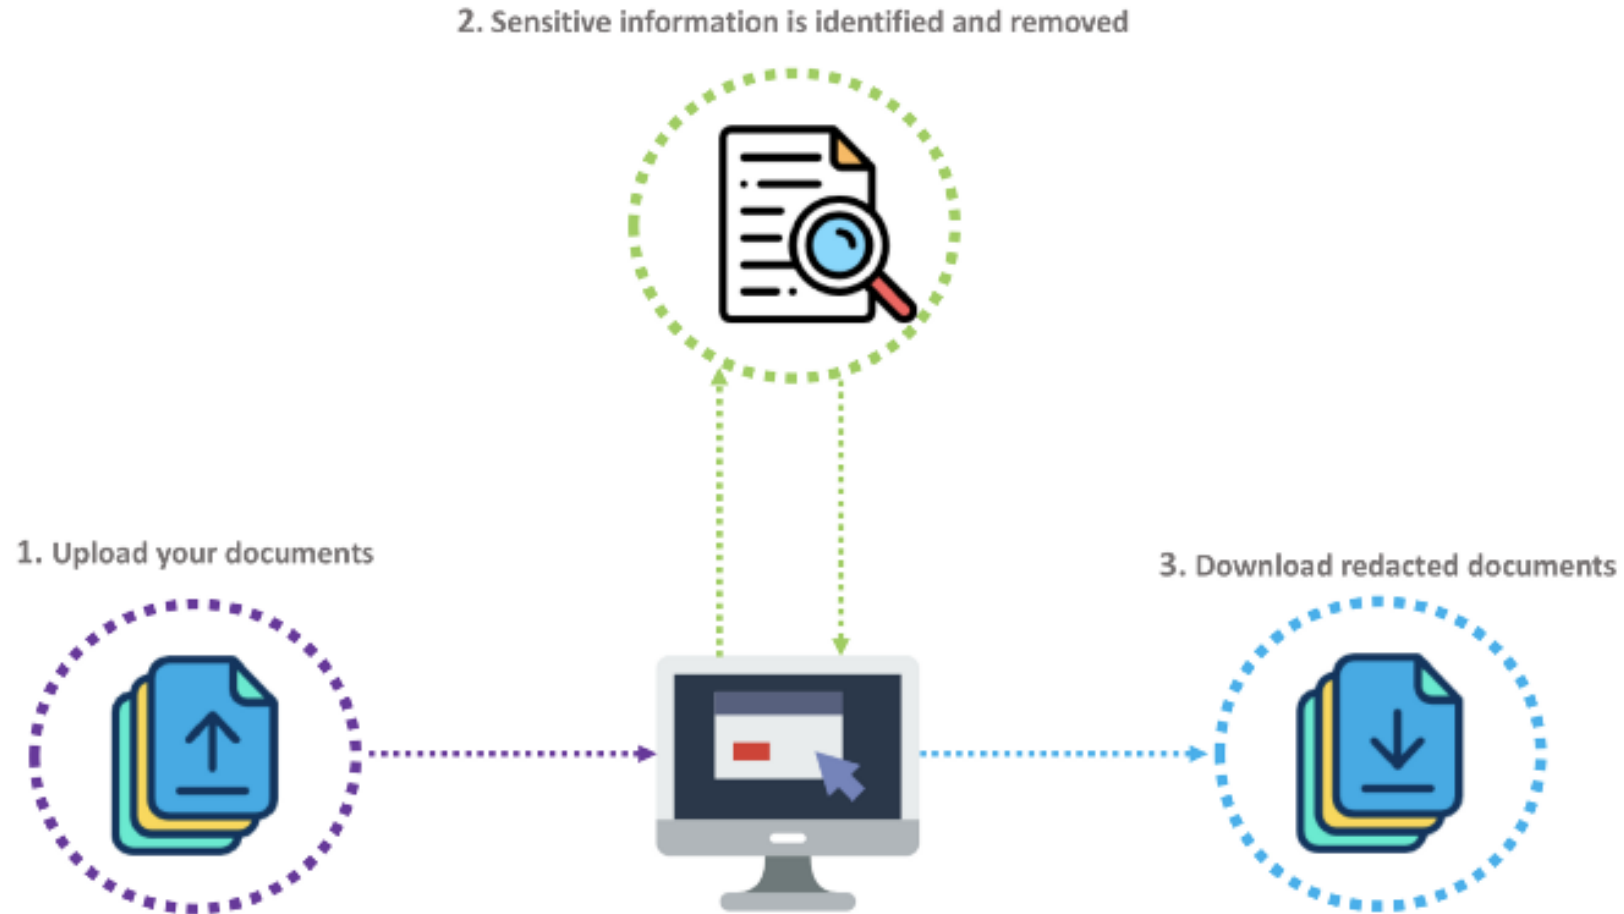 2. Sensitive information is identified and removed
1. Upload your documents
3. Download redacted documents